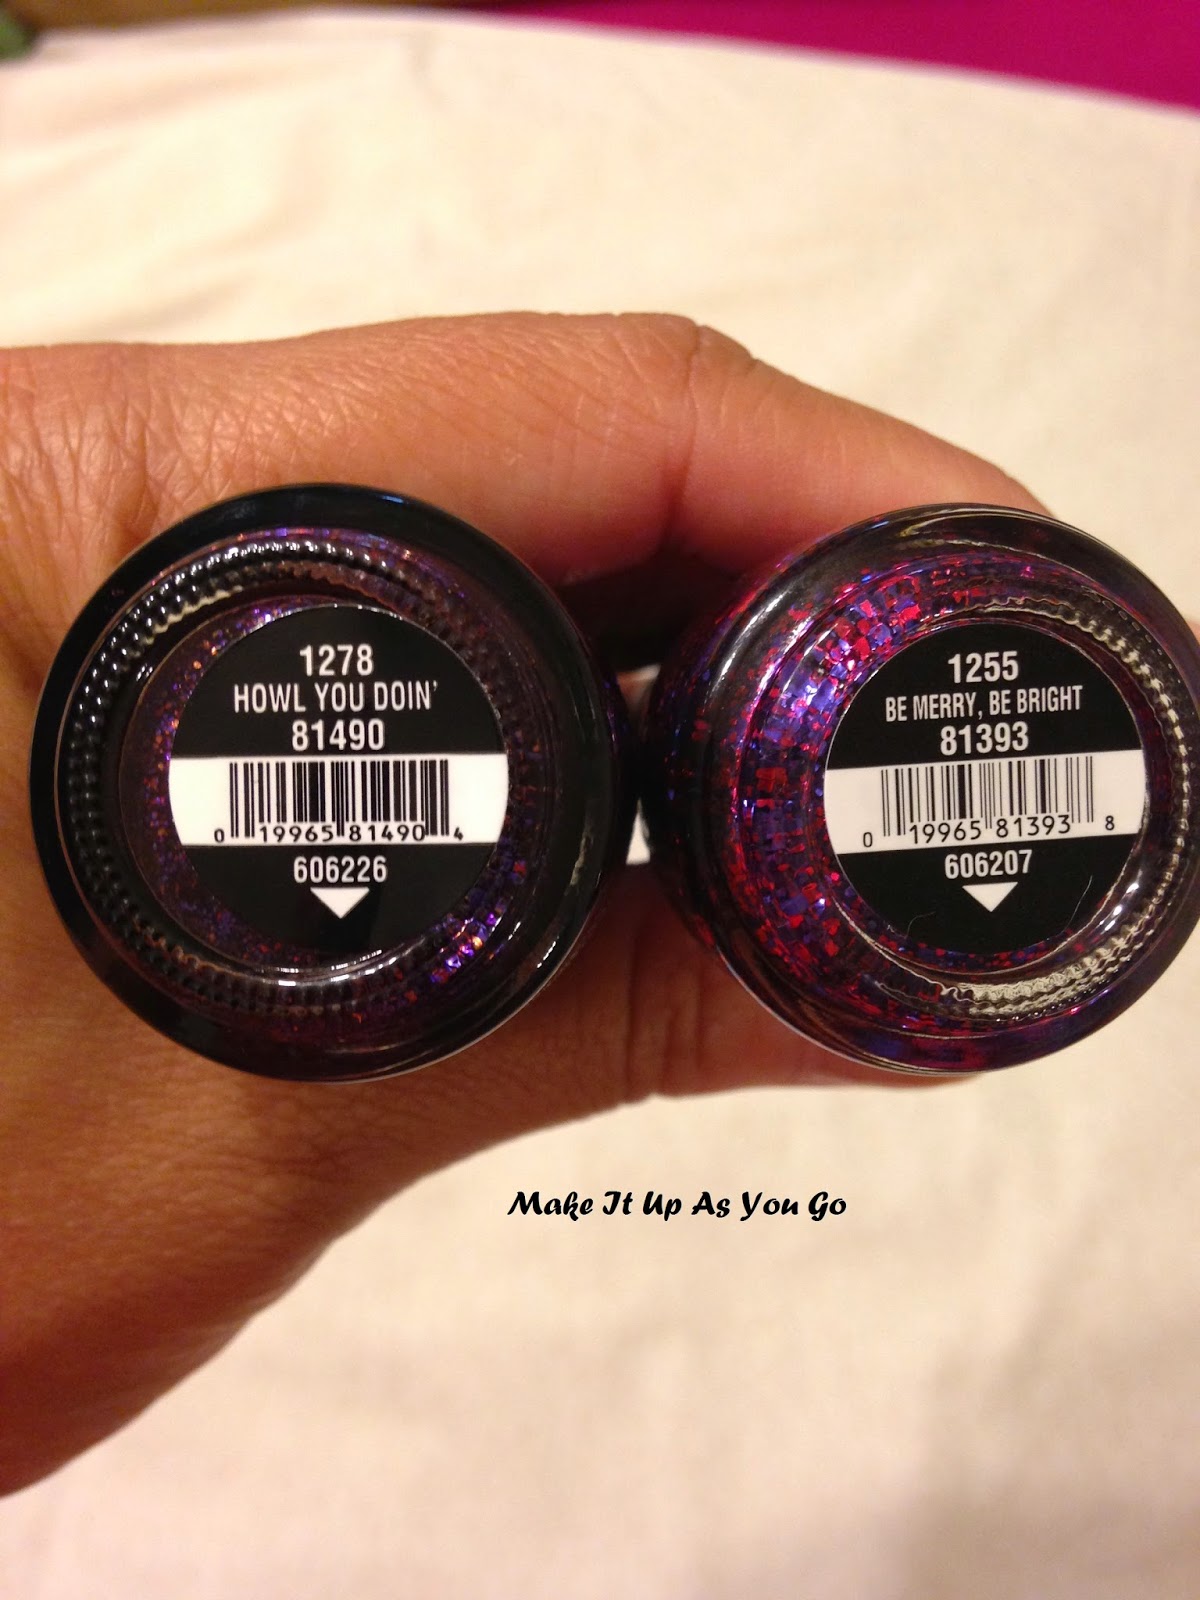 1278
HOWL YOU DOIN'
81490
0 19965 81490 4
606226
1255
BE MERRY, BE BRIGHT
81393
0 19965 81393 8
606207
Make It Up As You Go